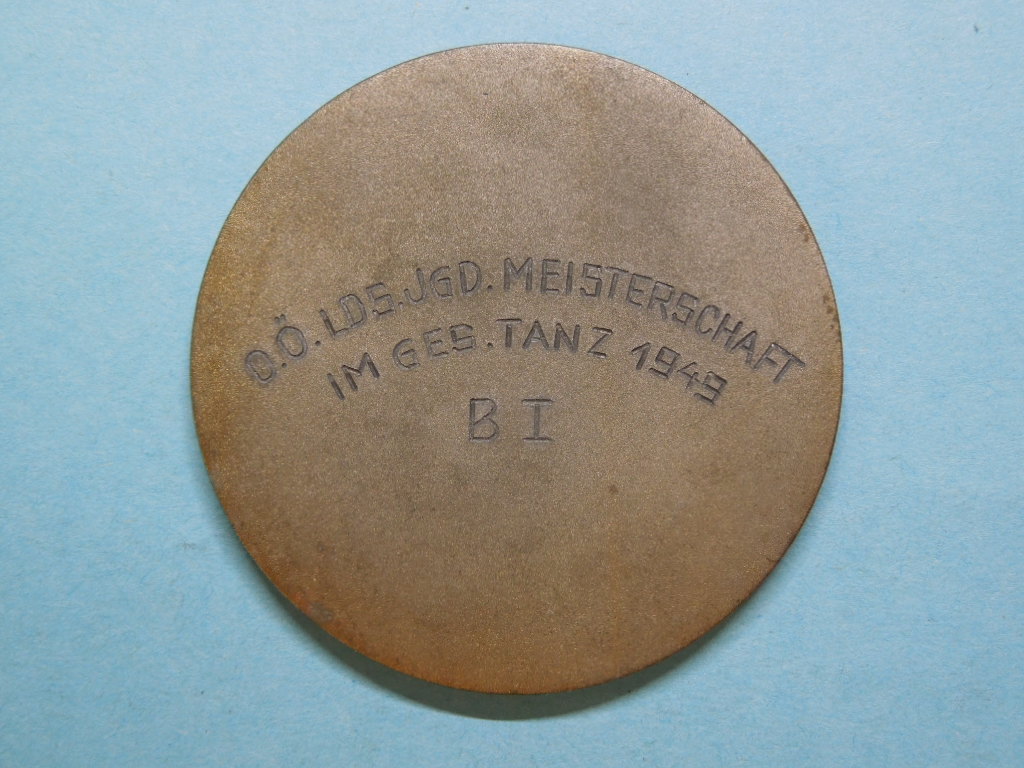 O.Ö. LDS.JGD. MEISTERSCHAFT
IM GES. TANZ 1949
B I